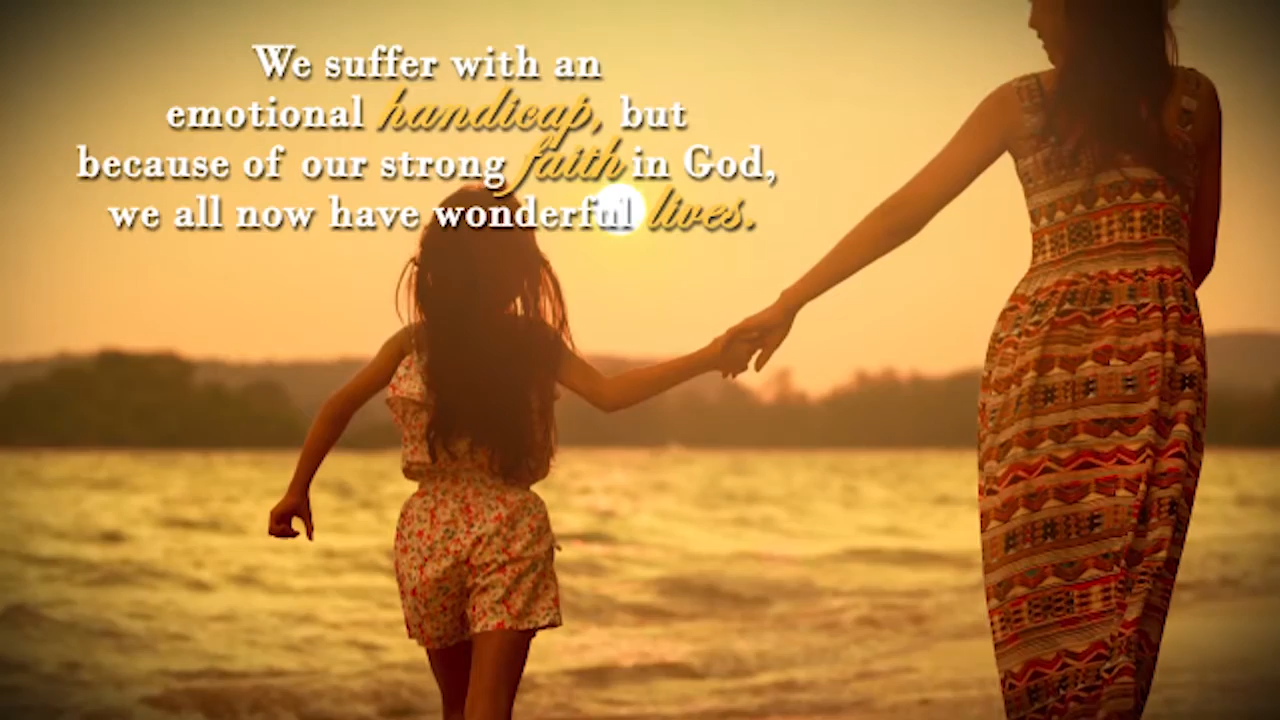 We suffer with an
emotional handicap, but
because of our strong faith in God,
we all now have wonderful lives.